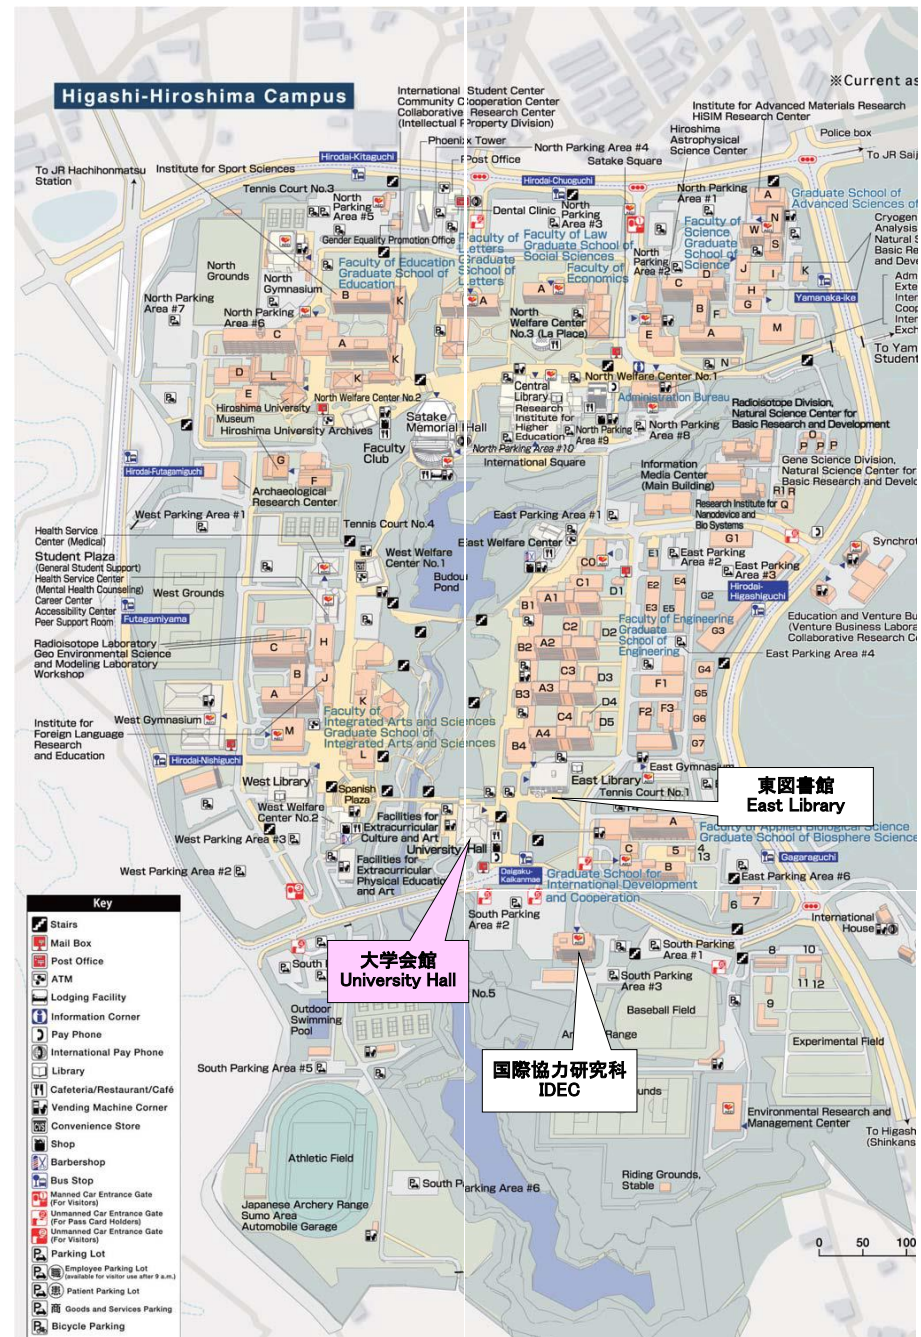 Higashi-Hiroshima Campus
※Current as
International Student Center
Community Cooperation Center
Collaborative Research Center
(Intellectual Property Division)
Institute for Advanced Materials Research
HiSIM Research Center
Hiroshima
Astrophysical
Science Center
Police box
To JR Saij
Phoenix Tower
Post Office
North Parking Area #4
Satake Square
Hirodai-Kitaguchi
Hirodai-Chuoguchi
To JR Hachihonmatsu
Station
Institute for Sport Sciences
Tennis Court No.3
North
Parking
Area #5
Gender Equality Promotion Office
Dental Clinic
North
Parking
Area #3
North Parking
Area #1
Graduate School of
Advanced Sciences of
Faculty of
Science
Graduate
School of
Science
Cryogen
Analysis
Natural S
Basic Re
and Deve
Faculty of
Letters
Graduate
School of
Letters
Faculty of Law
Graduate School of
Social Sciences
Faculty of
Economics
North
Parking
Area #2
Faculty of Education
Graduate School of
Education
North
Grounds
North
Gymnasium
North Parking
Area #7
North Parking
Area #6
Yamanaka-ike
Adm
Exte
Inter
Coop
Inter
Exch
To Yam
Student
North
Welfare Center
No.3 (La Place)
North Welfare Center No.1
North Welfare Center No.2
Hiroshima University
Museum
Hiroshima University Archives
Satake
Memorial Hall
Faculty
Club
Central
Library
Research
Institute for
Higher
Education
Administration Bureau
North Parking
Area #9
North Parking
Area #8
North Parking Area #10
International Square
Radioisotope Division,
Natural Science Center for
Basic Research and Development
Gene Science Division,
Natural Science Center for
Basic Research and Develo
Information
Media Center
(Main Building)
Research Institute for
Nanodevice and
Bio Systems
Hirodai-Futagamiguchi
Archaeological
Research Center
West Parking Area #1
Tennis Court No.4
West Welfare
Center No.1
East Parking Area #1
East Welfare Center
Budou
Pond
East Parking
Area #2
East Parking
Area #3
Hirodai-
Higashiguchi
Synchrot
Health Service
Center (Medical)
Student Plaza
(General Student Support)
Health Service Center
(Mental Health Counseling)
Career Center
Accessibility Center
Peer Support Room
West Grounds
Futagamiyama
Radioisotope Laboratory
Geo Environmental Science
and Modeling Laboratory
Workshop
Education and Venture Bu
(Venture Business Labora
Collaborative Research C
East Parking Area #4
Faculty of Engineering
Graduate
School of
Engineering
Institute for
Foreign Language
Research
and Education
West Gymnasium
Hirodai-Nishiguchi
Faculty of
Integrated Arts and Sciences
Graduate School of
Integrated Arts and Sciences
West Library
Spanish
Plaza
West Welfare
Center No.2
West Parking Area #3
West Parking Area #2
Facilities for
Extracurricular
Culture and Art
University Hall
Facilities for
Extracurricular
Physical Education
and Art
East Gymnasium
East Library
Tennis Court No.1
東図書館
East Library
Faculty of Applied Biological Science
Graduate School of Biosphere Science
Gagaraguchi
East Parking Area #6
Daigaku-
Kaikanmae
Graduate School for
International Development
and Cooperation
South Parking
Area #2
International
House
大学会館
University Hall
South Parking
Area #1
South Parking
Area #3
No.5
Outdoor
Swimming
Pool
Baseball Field
Range
Experimental Field
国際協力研究科
IDEC
South Parking Area #5
Environmental Research and
Management Center
To Higash
(Shinkans
Athletic Field
South Parking Area #6
Riding Grounds,
Stable
Japanese Archery Range
Sumo Area
Automobile Garage
0 50 100
Key
Stairs
Mail Box
Post Office
ATM
Lodging Facility
Information Corner
Pay Phone
International Pay Phone
Library
Cafeteria/Restaurant/Café
Vending Machine Corner
Convenience Store
Shop
Barbershop
Bus Stop
Manned Car Entrance Gate
(For Visitors)
Unmanned Car Entrance Gate
(For Pass Card Holders)
Unmanned Car Entrance Gate
(For Visitors)
Parking Lot
Employee Parking Lot
(available for visitor use after 9 a.m.)
Patient Parking Lot
商 Goods and Services Parking
Bicycle Parking